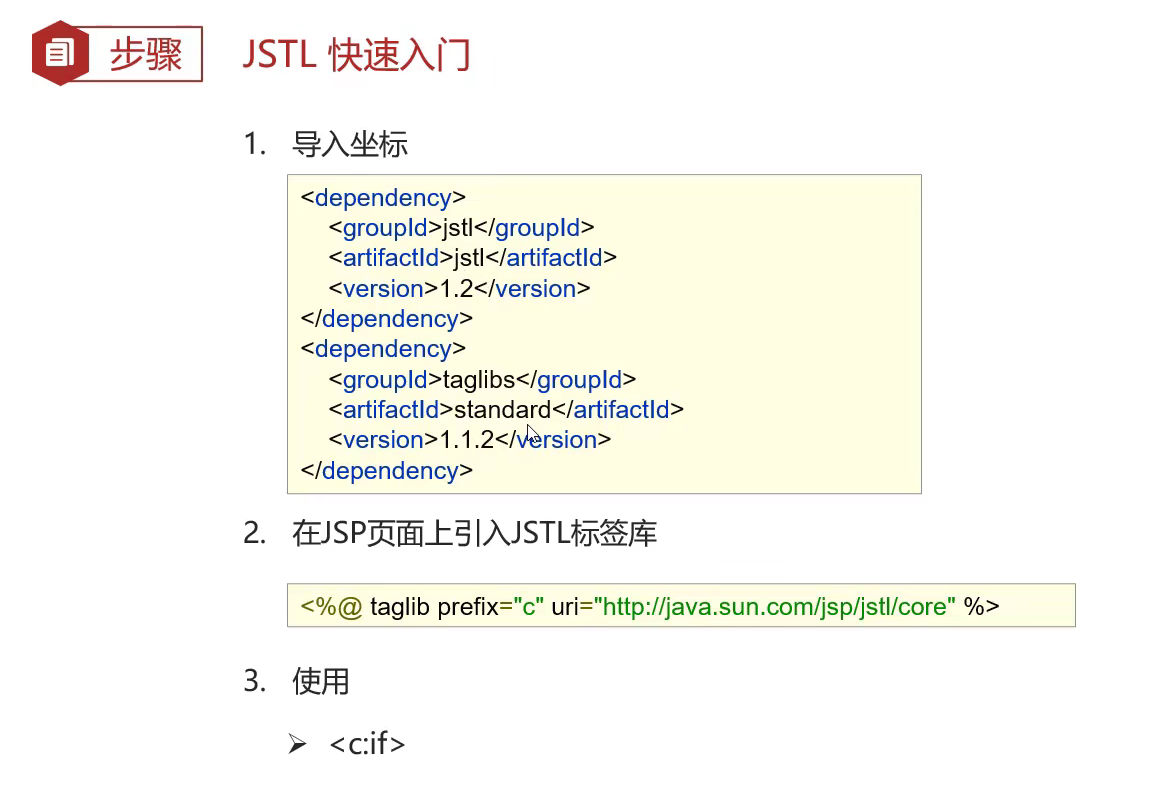 步骤
JSTL 快速入门
1. 导入坐标
<dependency>
<groupId>jstl</groupId>
<artifactId>jstl</artifactId>
<version>1.2</version>
</dependency>
<dependency>
<groupId>taglibs</groupId>
<artifactId>standard</artifactId>
<version>1.1.2</version>
</dependency>
2. 在JSP页面上引入JSTL标签库
<%@ taglib prefix="c" uri="http://java.sun.com/jsp/jstl/core" %>
3. 使用
➢ <c:if>